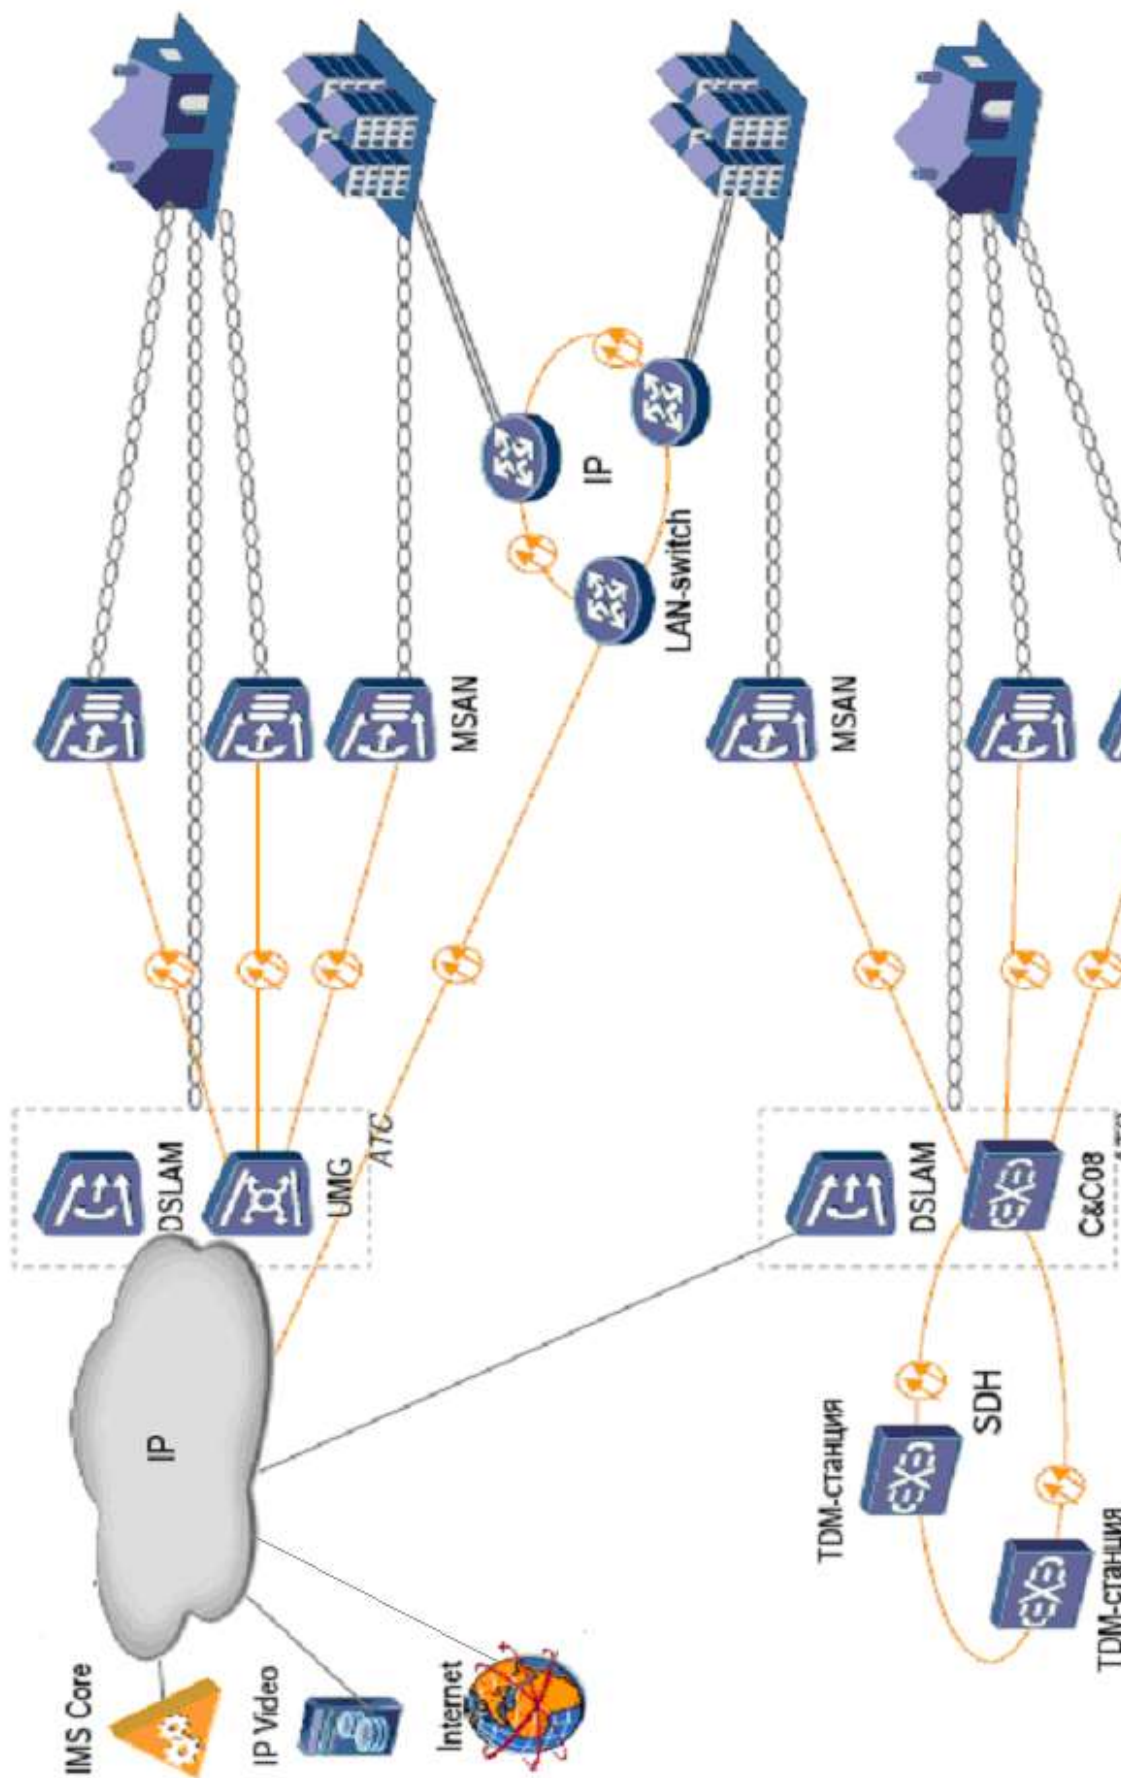 IMS Core
IP
DSLAM
IP Video
UMG
АТС
Internet
MSAN
IP
LAN-switch
TDM-станция
MSAN
DSLAM
SDH
C&C08
TDM-станция